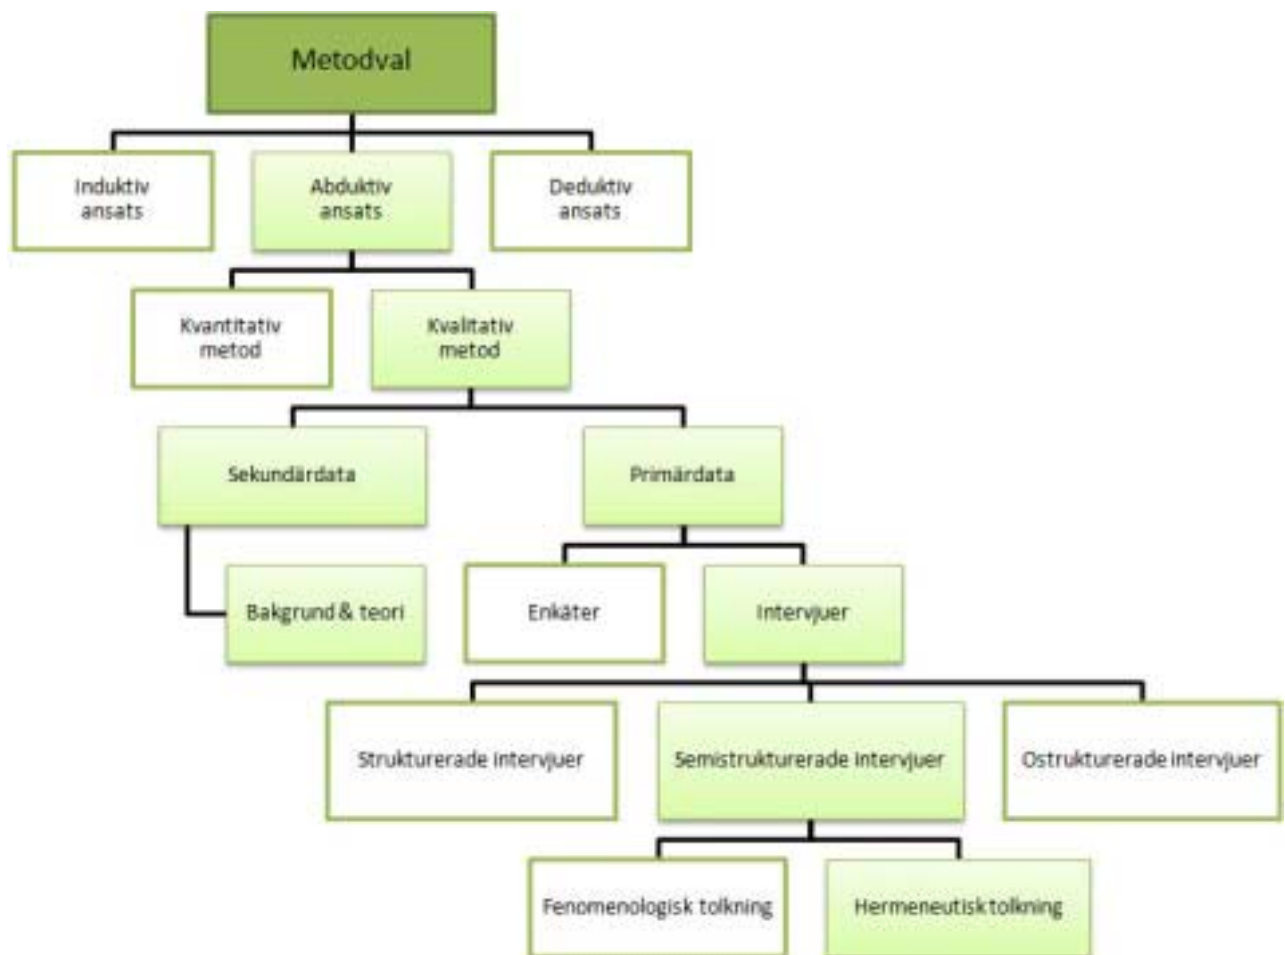 Metodval
Induktiv
ansats
Abduktiv
ansats
Deduktiv
ansats
Kvantitativ
metod
Kvalitativ
metod
Sekundärdata
Primärdata
Bakgrund & teori
Enkäter
Intervjuer
Strukturerade intervjuer
Semistrukturerade intervjuer
Ostrukturerade intervjuer
Fenomenologisk tolkning
Hermeneutisk tolkning